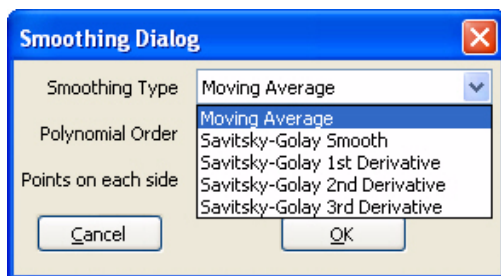 Smoothing Dialog
Smoothing Type Moving Average
Moving Average
Polynomial Order Savitsky-Golay Smooth
Savitsky-Golay 1st Derivative
Points on each side Savitsky-Golay 2nd Derivative
Savitsky-Golay 3rd Derivative
Cancel OK